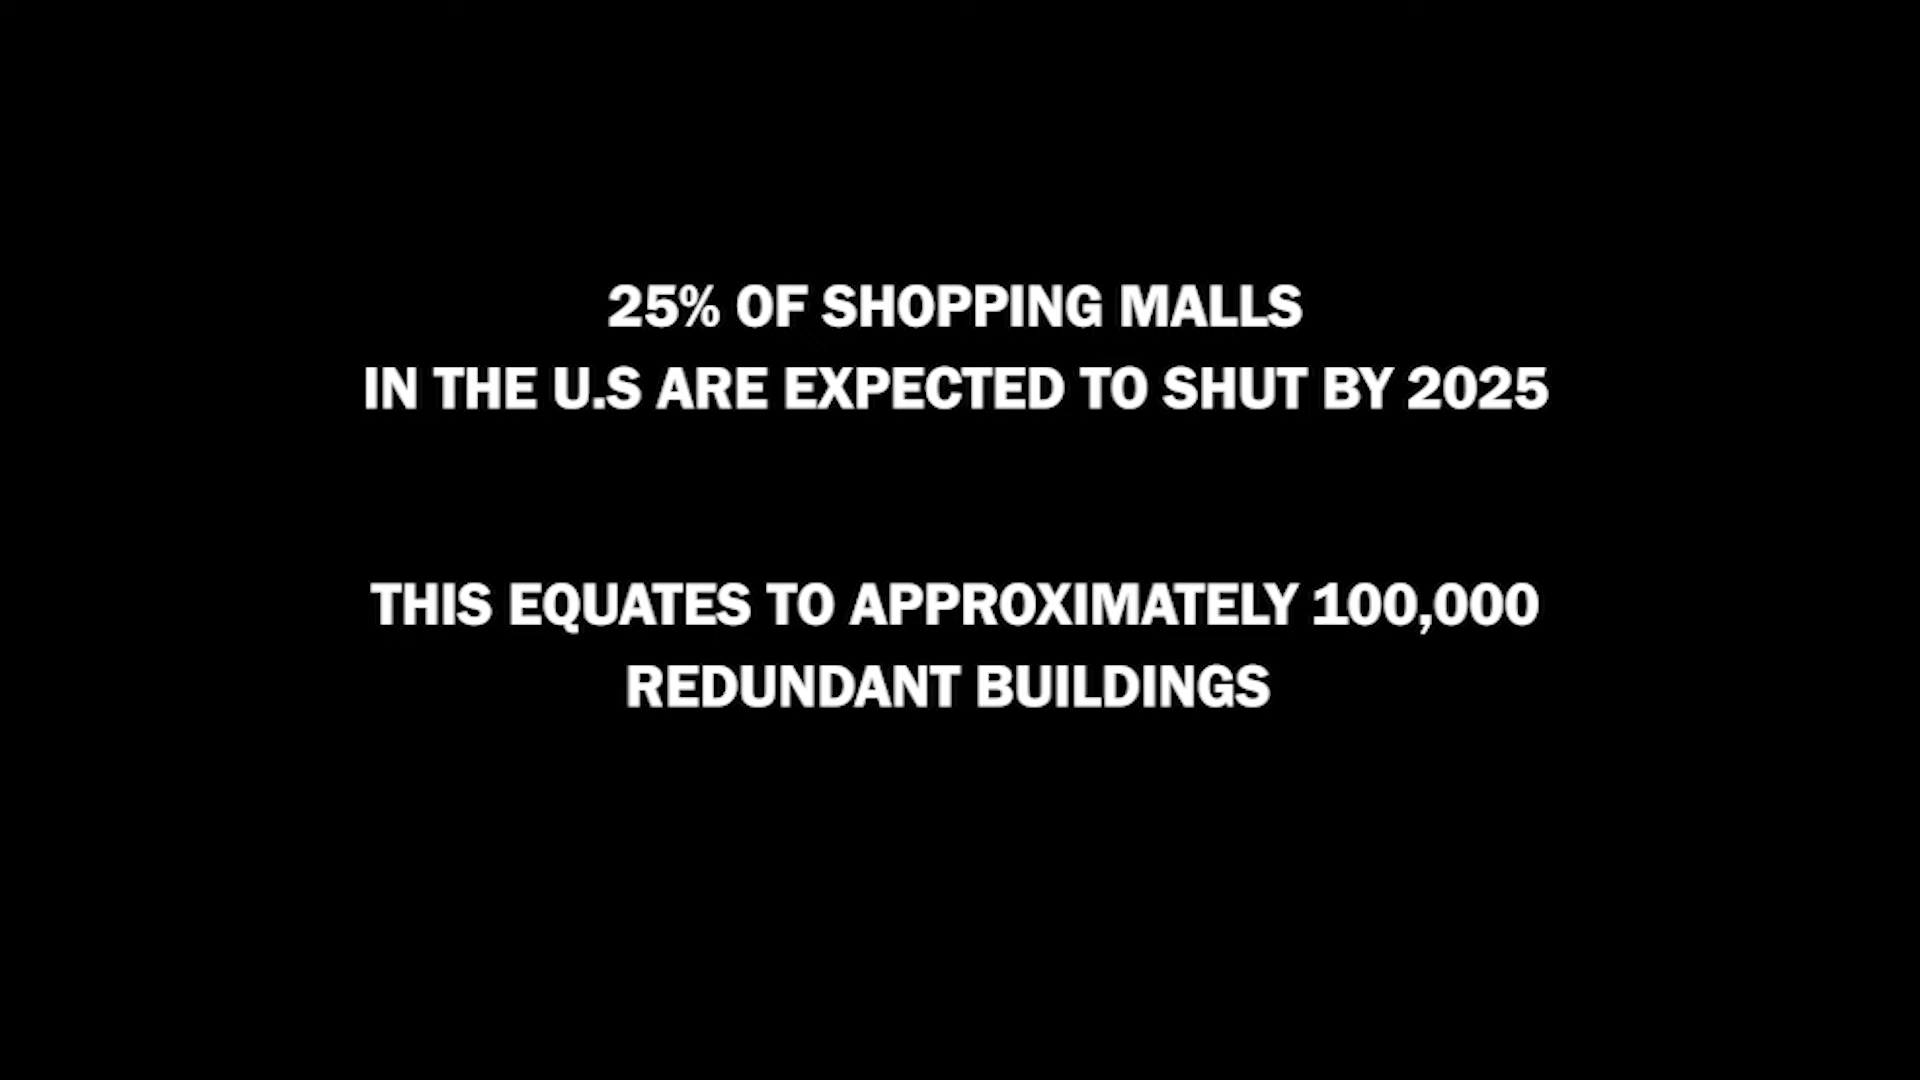 25% OF SHOPPING MALLS
IN THE U.S ARE EXPECTED TO SHUT BY 2025
THIS EQUATES TO APPROXIMATELY 100,000
REDUNDANT BUILDINGS